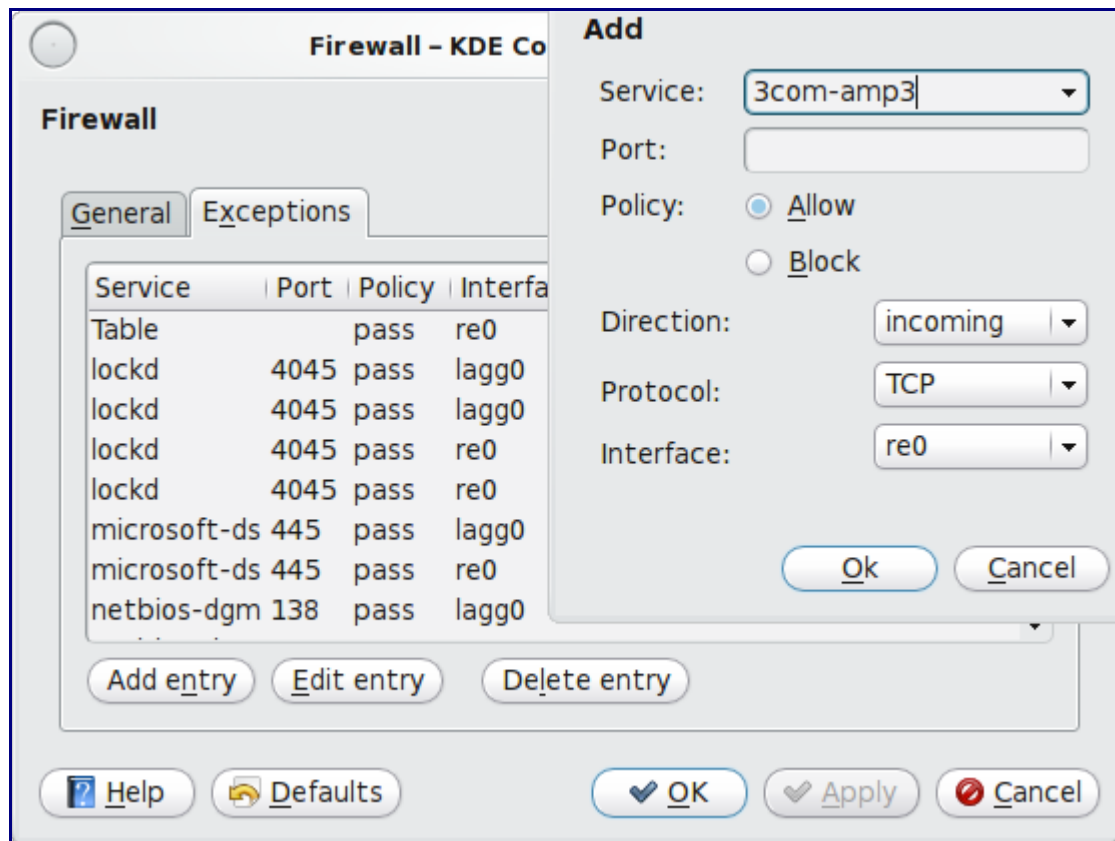 Firewall – KDE Co
Firewall
General Exceptions
Service Port Policy Interfa
Table pass re0
lockd 4045 pass lagg0
lockd 4045 pass lagg0
lockd 4045 pass re0
lockd 4045 pass re0
microsoft-ds 445 pass lagg0
microsoft-ds 445 pass re0
netbios-dgm 138 pass lagg0
Add entry Edit entry Delete entry
Help Defaults OK Apply Cancel
Add
Service: 3com-amp3
Port:
Policy: Allow
Block
Direction: incoming
Protocol: TCP
Interface: re0
Ok Cancel